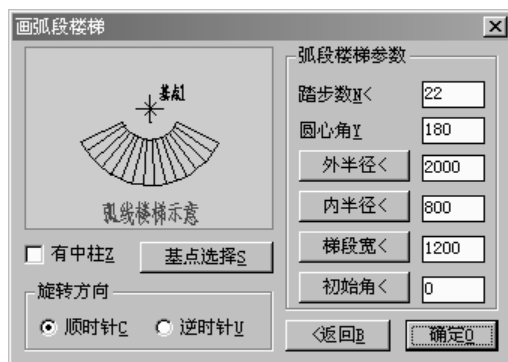 画弧段楼梯
基点1
弧线楼梯示意
有中柱Z
基点选择S
旋转方向
顺时针C
逆时针U
弧段楼梯参数
踏步数N<
22
圆心角Y
180
外半径<
2000
内半径<
800
梯段宽<
1200
初始角<
0
<返回B
确定O